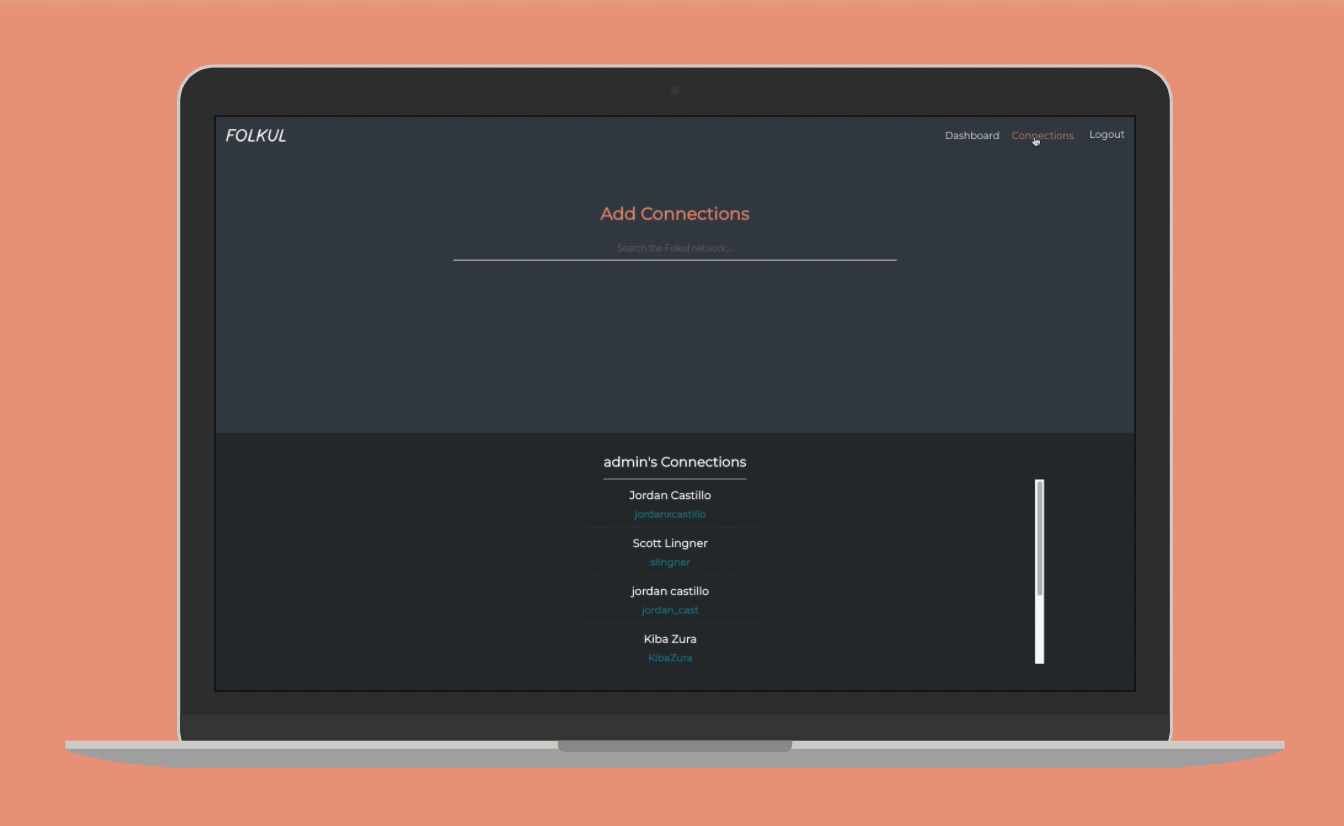 FOLKUL
Dashboard Connections Logout
Add Connections
Search the Folkul network...
admin's Connections
Jordan Castillo
jordanxcastillo
Scott Lingner
slingner
jordan castillo
jordan_cast
Kiba Zura
KibaZura